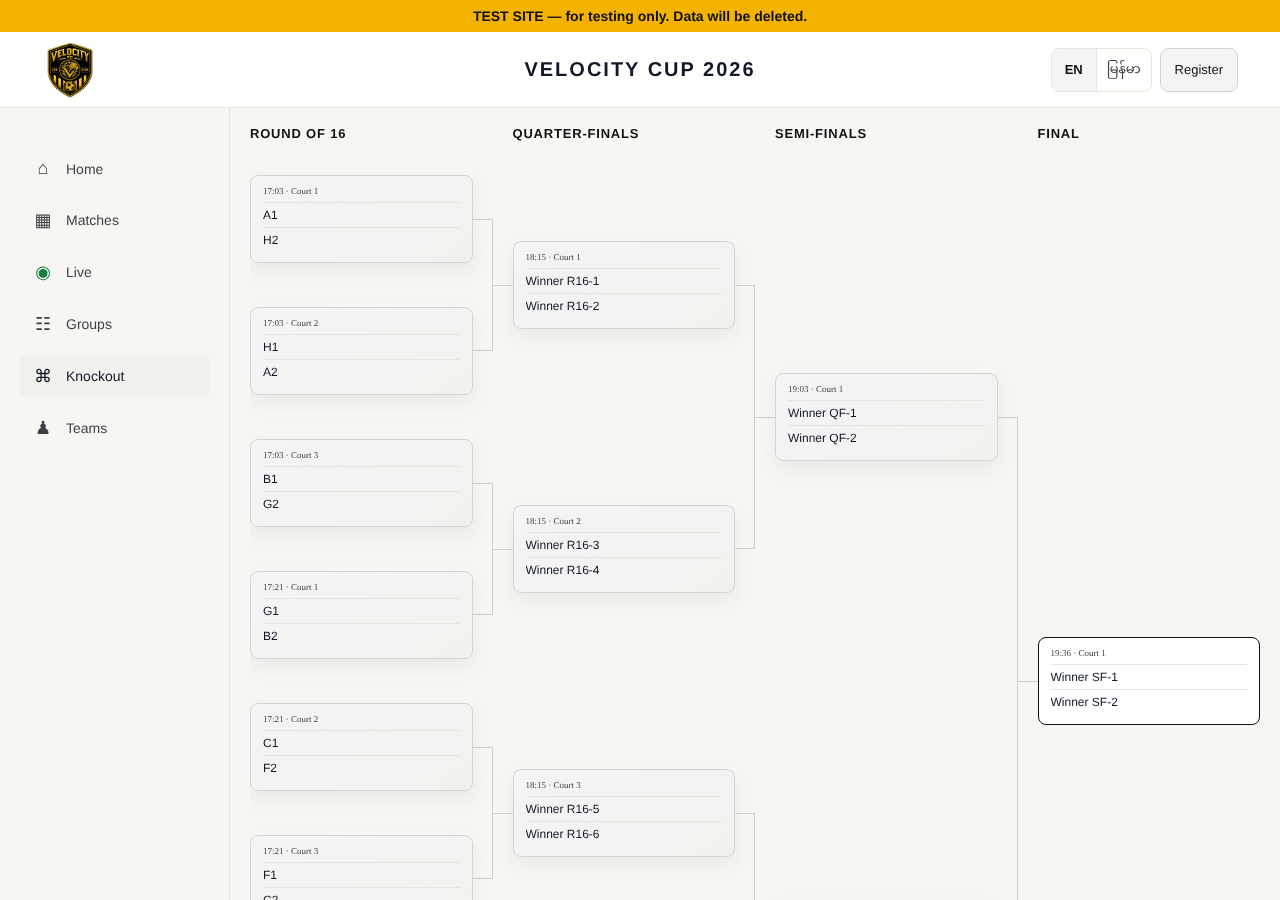 TEST SITE — for testing only. Data will be deleted.
VELOCITY
VELOCITY CUP 2026
EN
မြန်မာ
Register
Home
Matches
Live
Groups
Knockout
Teams
ROUND OF 16
QUARTER-FINALS
SEMI-FINALS
FINAL
17:03 · Court 1
A1
H2
17:03 · Court 2
H1
A2
17:03 · Court 3
B1
G2
17:21 · Court 1
G1
B2
17:21 · Court 2
C1
F2
17:21 · Court 3
F1
C2
18:15 · Court 1
Winner R16-1
Winner R16-2
18:15 · Court 2
Winner R16-3
Winner R16-4
18:15 · Court 3
Winner R16-5
Winner R16-6
19:03 · Court 1
Winner QF-1
Winner QF-2
19:36 · Court 1
Winner SF-1
Winner SF-2